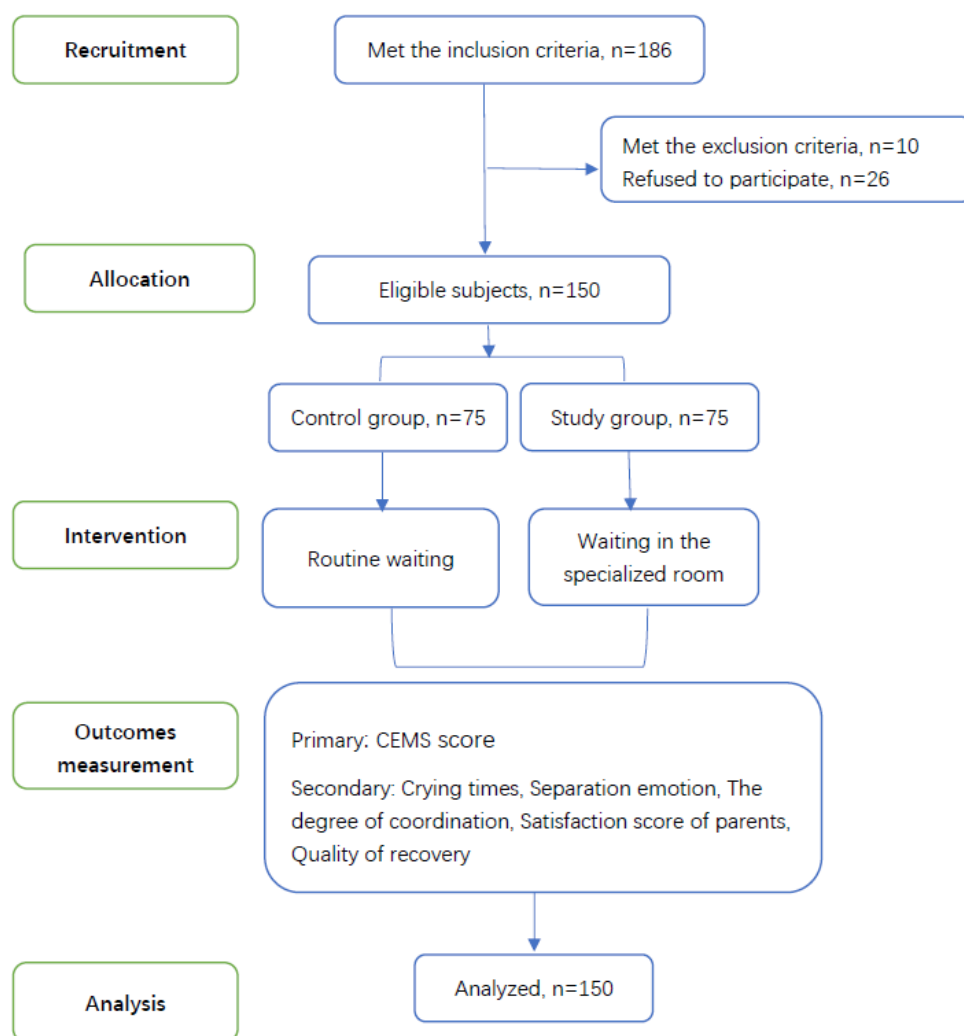 Recruitment
Met the inclusion criteria, n=186
Met the exclusion criteria, n=10
Refused to participate, n=26
Allocation
Eligible subjects, n=150
Control group, n=75
Study group, n=75
Intervention
Routine waiting
Waiting in the
specialized room
Outcomes
measurement
Primary: CEMS score
Secondary: Crying times, Separation emotion, The
degree of coordination, Satisfaction score of parents,
Quality of recovery
Analysis
Analyzed, n=150